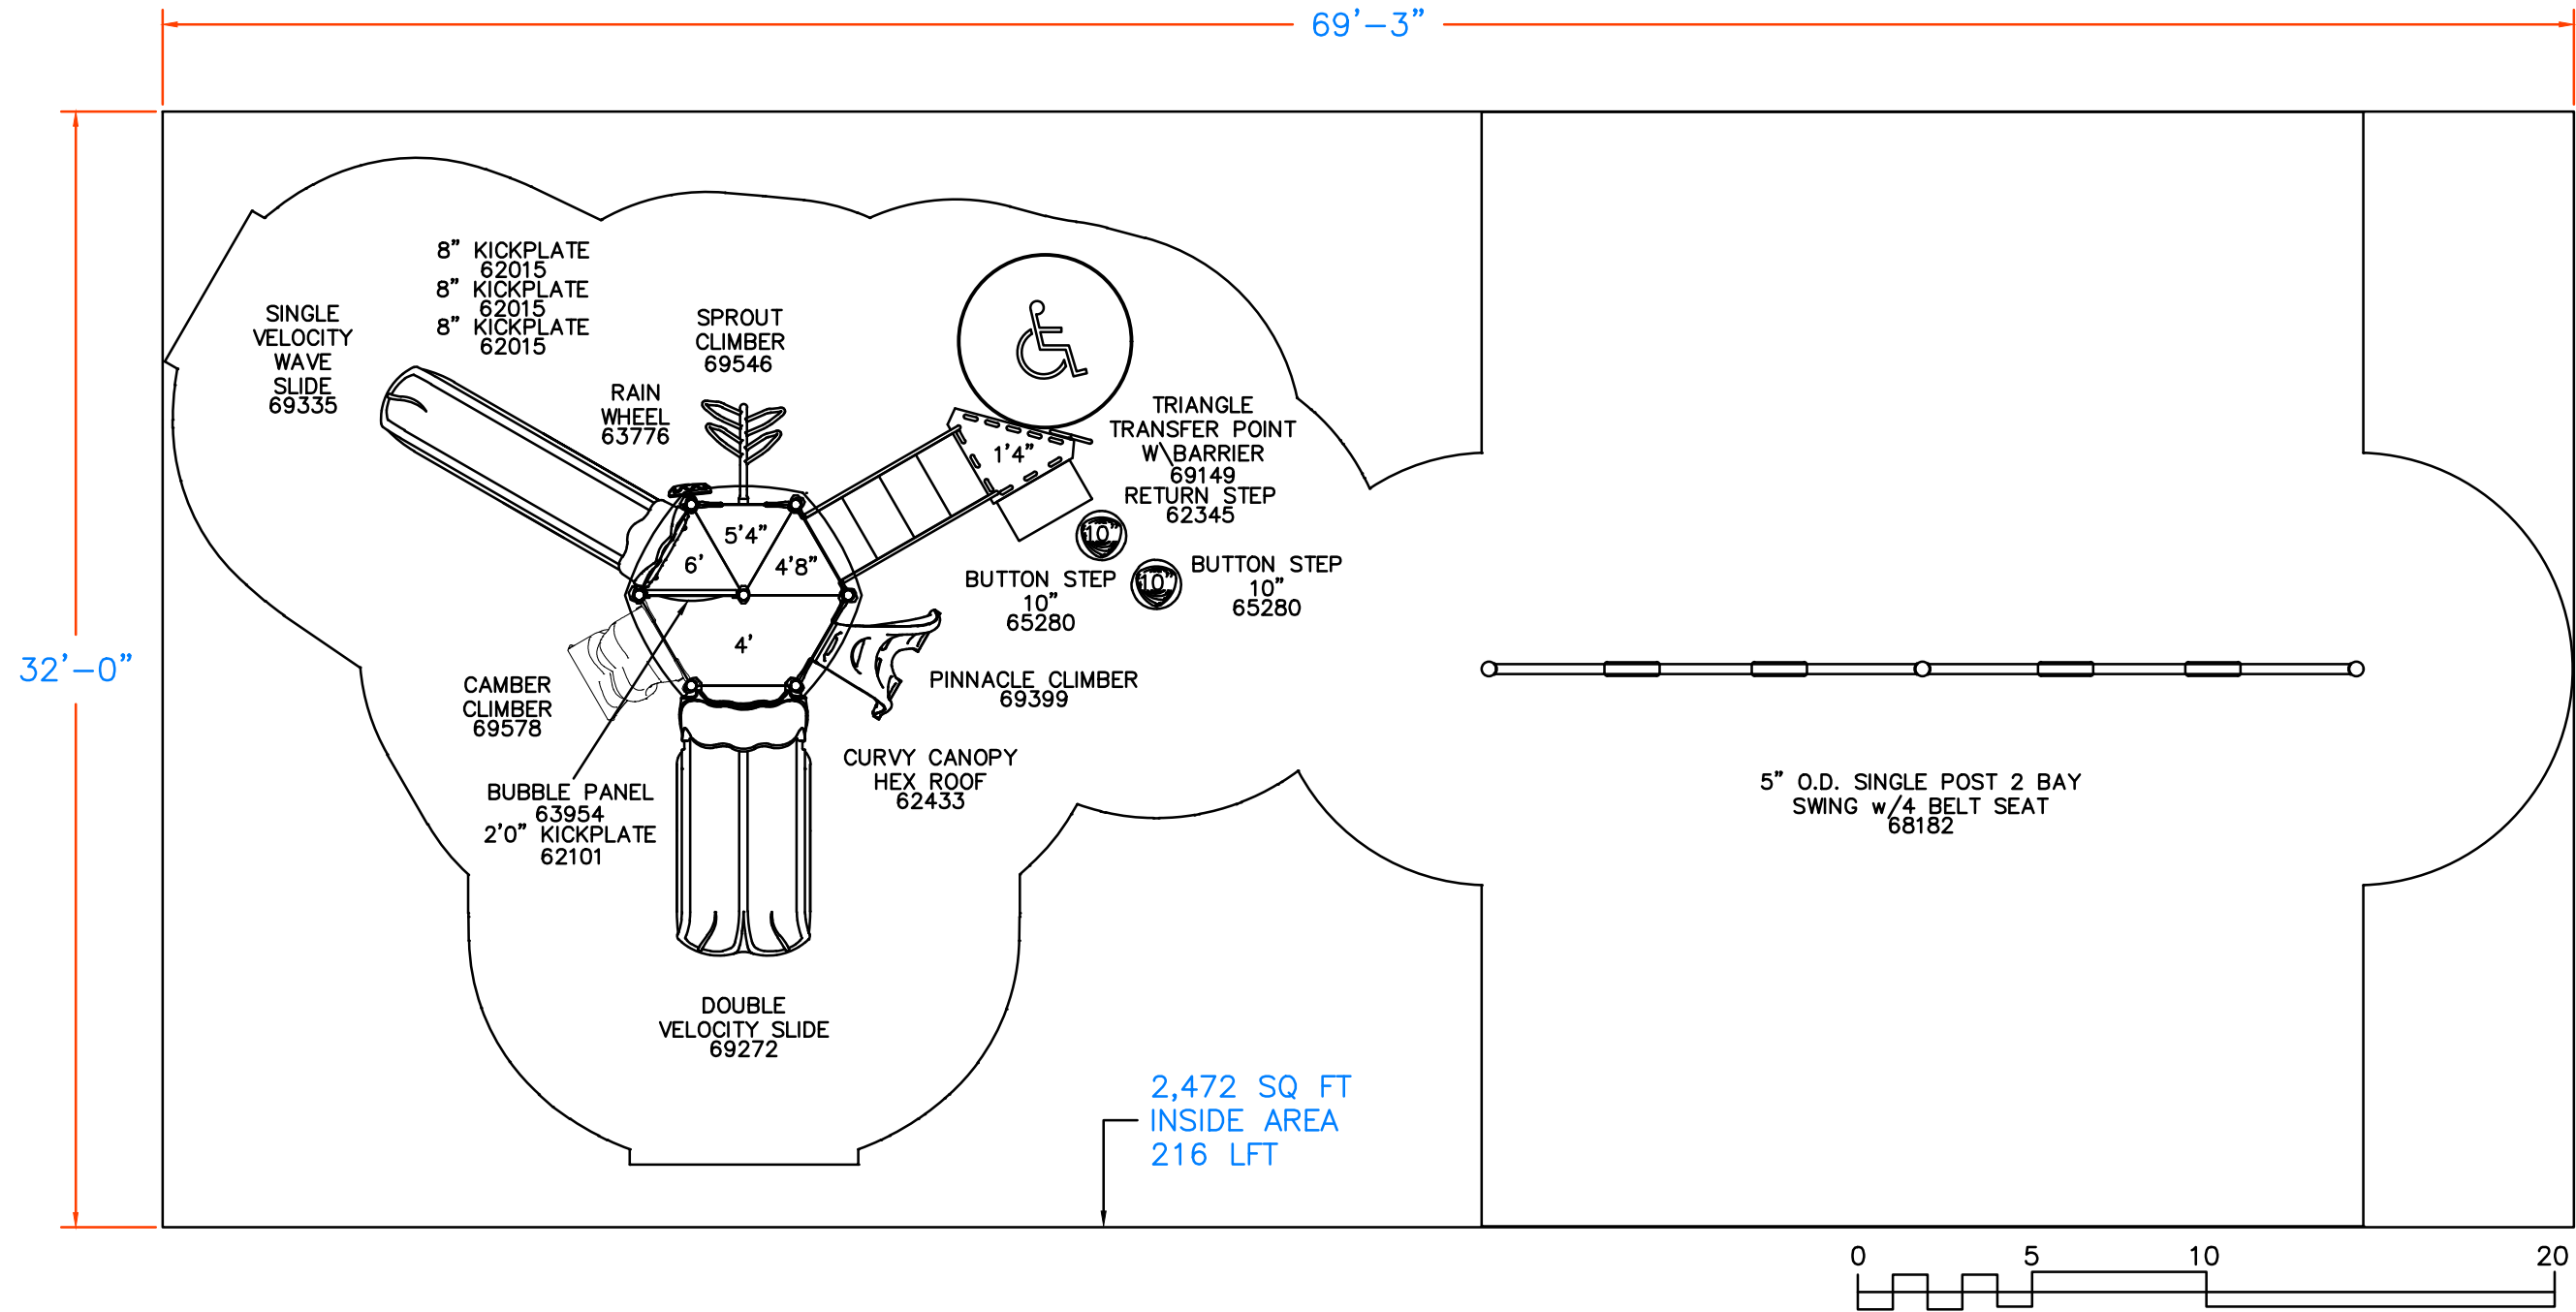 69'-3"
32'-0"
8" KICKPLATE
62015
8" KICKPLATE
62015
8" KICKPLATE
62015
SINGLE
VELOCITY
WAVE
SLIDE
69335
RAIN
WHEEL
63776
SPROUT
CLIMBER
69546
TRIANGLE
TRANSFER POINT
W\BARRIER
69149
RETURN STEP
62345
1'4"
5'4"
6'
4'8"
4'
10"
10"
BUTTON STEP
10"
65280
BUTTON STEP
10"
65280
PINNACLE CLIMBER
69399
CAMBER
CLIMBER
69578
CURVY CANOPY
HEX ROOF
62433
BUBBLE PANEL
63954
2'0" KICKPLATE
62101
DOUBLE
VELOCITY SLIDE
69272
5" O.D. SINGLE POST 2 BAY
SWING w/4 BELT SEAT
68182
2,472 SQ FT
INSIDE AREA
216 LFT
0 5 10 20